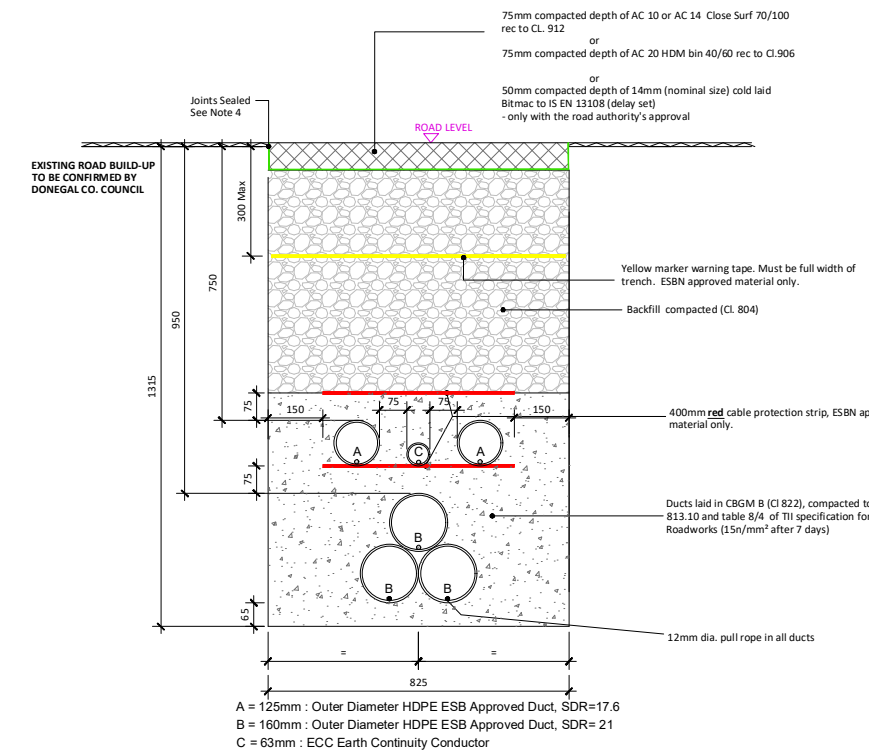 75mm compacted depth of AC 10 or AC 14 Close Surf 70/100
rec to CL. 912
or
75mm compacted depth of AC 20 HDM bin 40/60 rec to Cl.906
or
50mm compacted depth of 14mm (nominal size) cold laid
Bitmac to IS EN 13108 (delay set)
- only with the road authority's approval
Joints Sealed
See Note 4
ROAD LEVEL
EXISTING ROAD BUILD-UP
TO BE CONFIRMED BY
DONEGAL CO. COUNCIL
300 Max
750
950
1315
Yellow marker warning tape. Must be full width of
trench. ESBN approved material only.
Backfill compacted (Cl. 804)
75
150
75
75
150
400mm red cable protection strip, ESBN ap
material only.
A
C
A
75
Ducts laid in CBGM B (Cl 822), compacted to
813.10 and table 8/4 of TII specification for
Roadworks (15n/mm² after 7 days)
B
B
B
65
12mm dia. pull rope in all ducts
=
=
825
A = 125mm : Outer Diameter HDPE ESB Approved Duct, SDR=17.6
B = 160mm : Outer Diameter HDPE ESB Approved Duct, SDR= 21
C = 63mm : ECC Earth Continuity Conductor